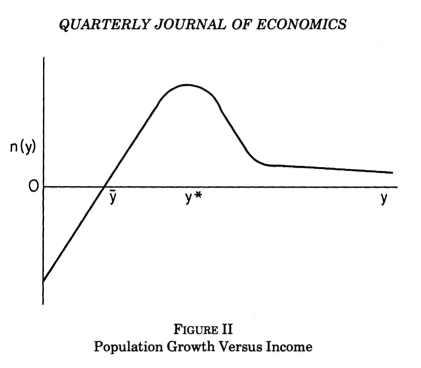 QUARTERLY JOURNAL OF ECONOMICS
n(y)
0
ȳ
y*
y
FIGURE II
Population Growth Versus Income